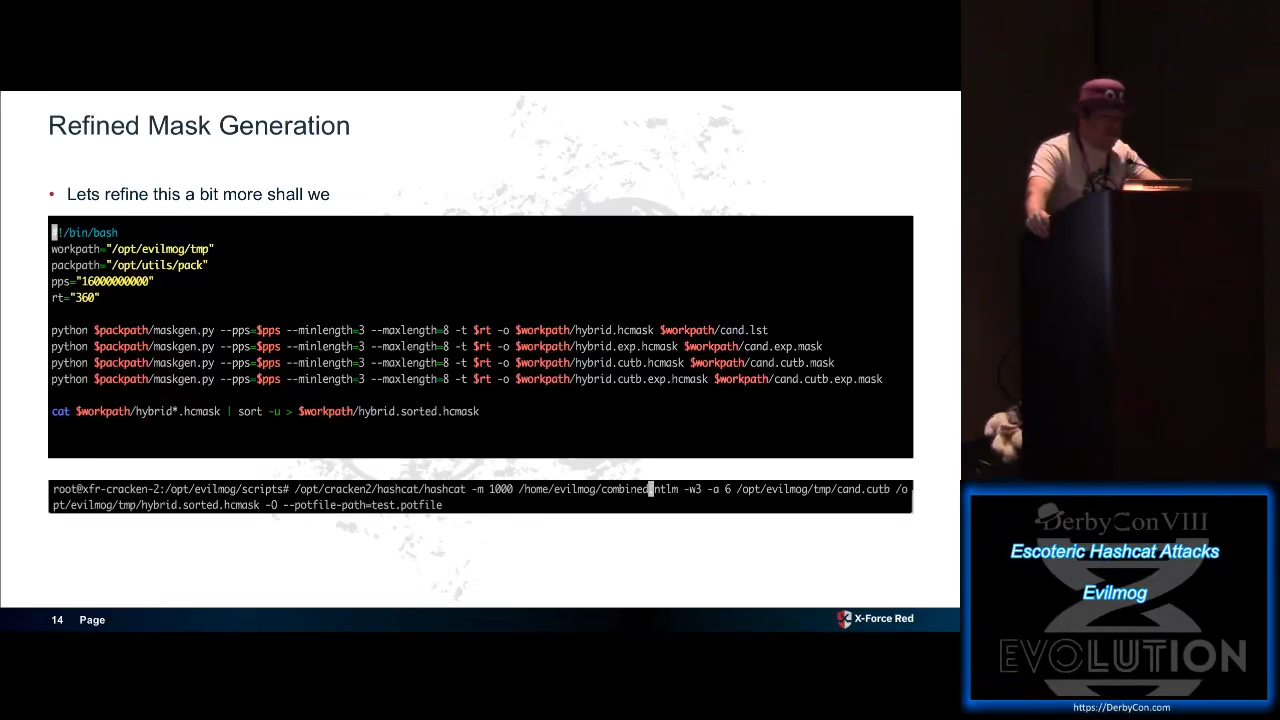 Refined Mask Generation
• Lets refine this a bit more shall we
#!/bin/bash
workpath="/opt/evilmog/tmp"
packpath="/opt/utils/pack"
pps="16000000000"
rt="360"
python $packpath/maskgen.py --pps=$pps --minlength=3 --maxlength=8 -t $rt -o $workpath/hybrid.hcmask $workpath/cand.lst
python $packpath/maskgen.py --pps=$pps --minlength=3 --maxlength=8 -t $rt -o $workpath/hybrid.exp.hcmask $workpath/cand.exp.mask
python $packpath/maskgen.py --pps=$pps --minlength=3 --maxlength=8 -t $rt -o $workpath/hybrid.cutb.hcmask $workpath/cand.cutb.mask
python $packpath/maskgen.py --pps=$pps --minlength=3 --maxlength=8 -t $rt -o $workpath/hybrid.cutb.exp.hcmask $workpath/cand.cutb.exp.mask
cat $workpath/hybrid*.hcmask | sort -u > $workpath/hybrid.sorted.hcmask
root@xfr-cracken-2:/opt/evilmog/scripts# /opt/cracken2/hashcat/hashcat -m 1000 /home/evilmog/combined.ntlm -w3 -a 6 /opt/evilmog/tmp/cand.cutb /o
pt/evilmog/tmp/hybrid.sorted.hcmask -O --potfile-path=test.potfile
14 Page
X-Force Red
DerbyCon VIII
Escoteric Hashcat Attacks
Evilmog
EVOLUTION
https://DerbyCon.com